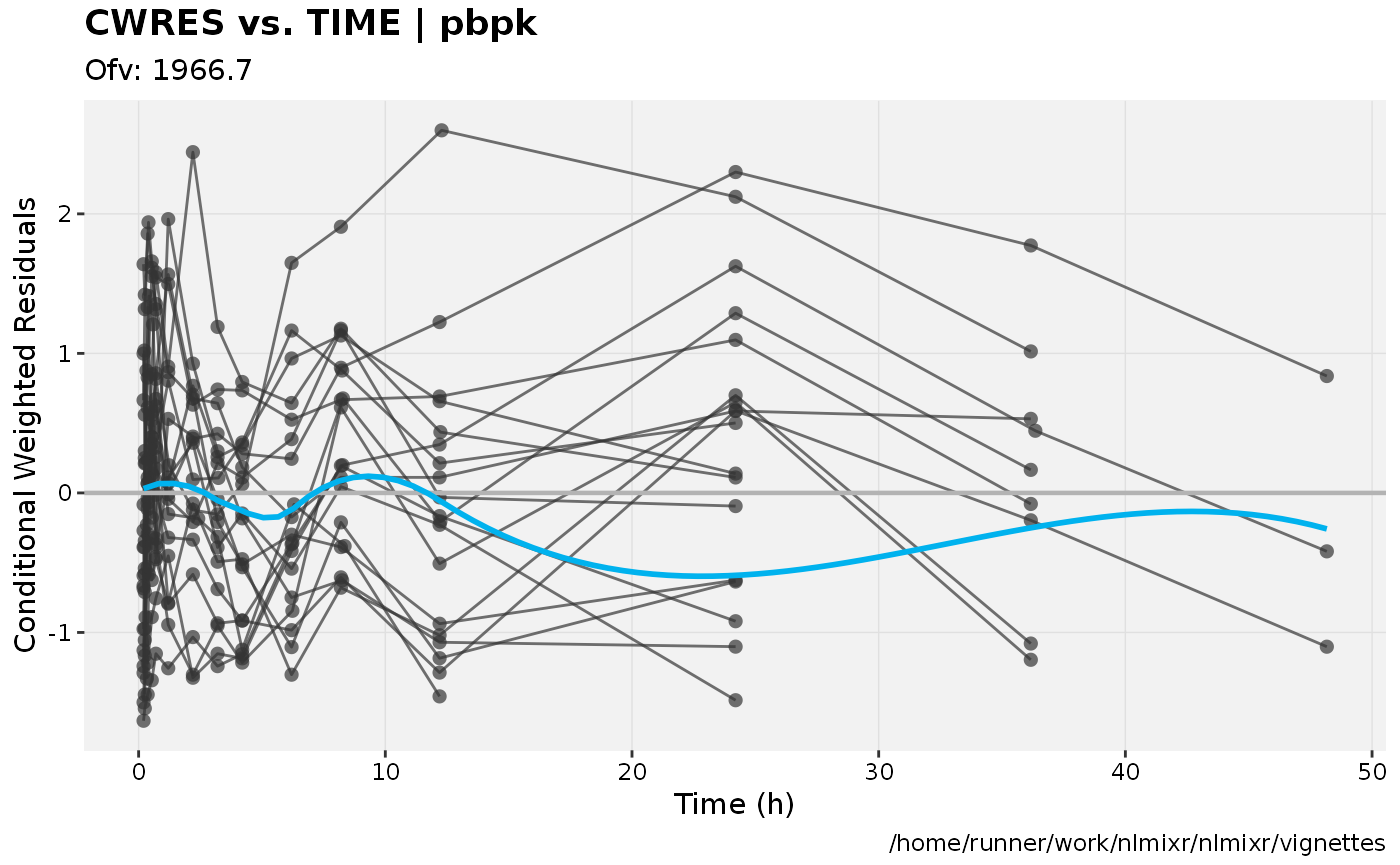 CWRES vs. TIME | pbpk
Ofv: 1966.7
Conditional Weighted Residuals
2
1
0
-1
0 10 20 30 40 50
Time (h)
/home/runner/work/nlmixr/nlmixr/vignettes